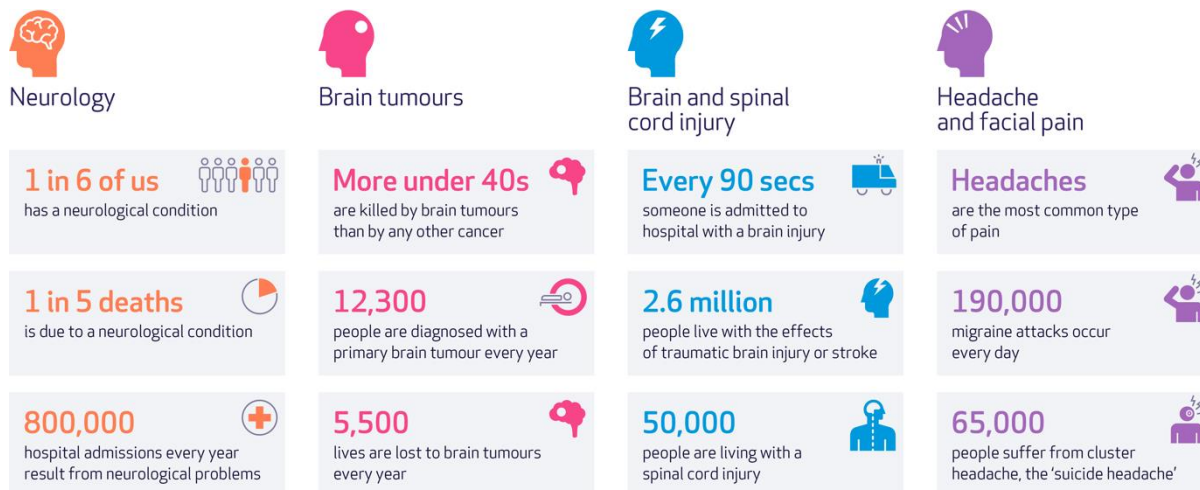 Neurology
1 in 6 of us
has a neurological condition
1 in 5 deaths
is due to a neurological condition
800,000
hospital admissions every year
result from neurological problems
Brain tumours
More under 40s
are killed by brain tumours
than by any other cancer
12,300
people are diagnosed with a
primary brain tumour every year
5,500
lives are lost to brain tumours
every year
Brain and spinal
cord injury
Every 90 secs
someone is admitted to
hospital with a brain injury
2.6 million
people live with the effects
of traumatic brain injury or stroke
50,000
people are living with a
spinal cord injury
Headache
and facial pain
Headaches
are the most common type
of pain
190,000
migraine attacks occur
every day
65,000
people suffer from cluster
headache, the ‘suicide headache’